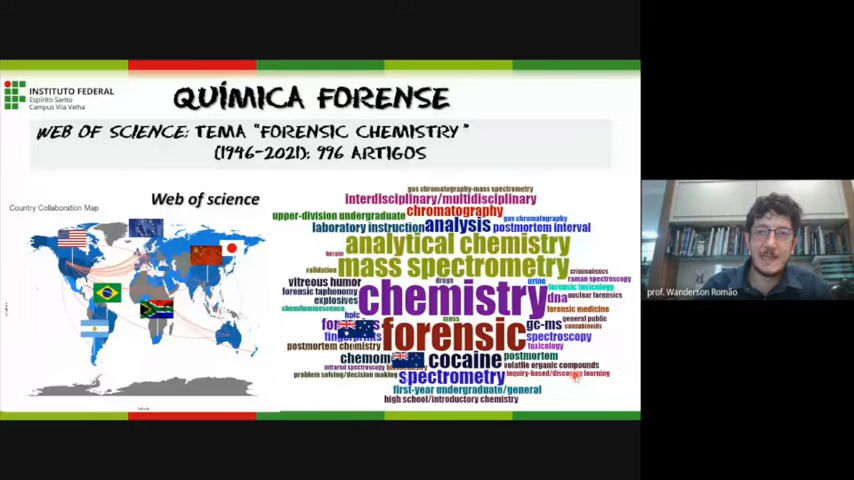 INSTITUTO FEDERAL
Espírito Santo
Campus Vila Velha
QUÍMICA FORENSE
WEB OF SCIENCE: TEMA "FORENSIC CHEMISTRY"
(1946-2021): 996 ARTIGOS
Web of science
Country Collaboration Map
gas chromatography-mass spectrometry
interdisciplinary/multidisciplinary
upper-division undergraduate
chromatography
gas chromatography
laboratory instruction
analysis
postmortem interval
analytical chemistry
heroin
validation
mass spectrometry
criminalistics
raman spectroscopy
vitreous humor
drugs
urine
forensic toxicology
forensic taphonomy
chemistry
dna
nuclear forensics
explosives
chemiluminescence
forensic medicine
hplc
mass
general public
forensic
gc-ms
cannabinoids
spectroscopy
postmortem chemistry
toxicology
chemom
cocaine
postmortem
infrared spectroscopy
volatile organic compounds
problem solving/decision making
spectrometry
inquiry-based/discovery learning
first-year undergraduate/general
high school/introductory chemistry
prof. Wanderson Romão